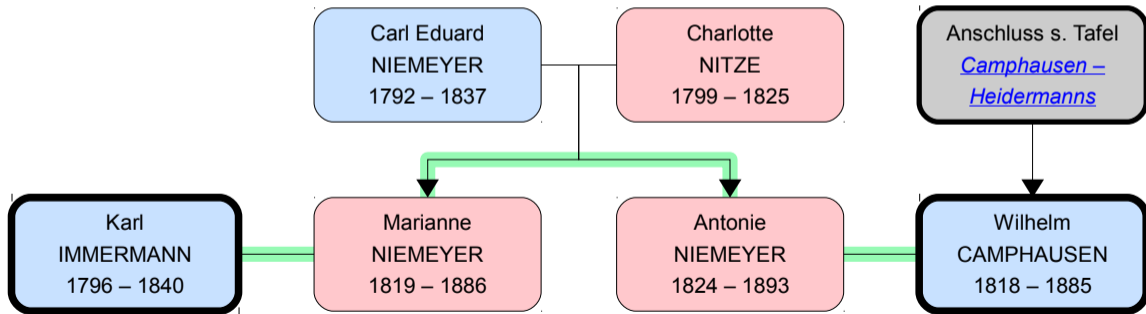 Carl Eduard
NIEMEYER
1792 – 1837
Charlotte
NITZE
1799 – 1825
Anschluss s. Tafel
Camphausen –
Heidermanns
Karl
IMMERMANN
1796 – 1840
Marianne
NIEMEYER
1819 – 1886
Antonie
NIEMEYER
1824 – 1893
Wilhelm
CAMPHAUSEN
1818 – 1885